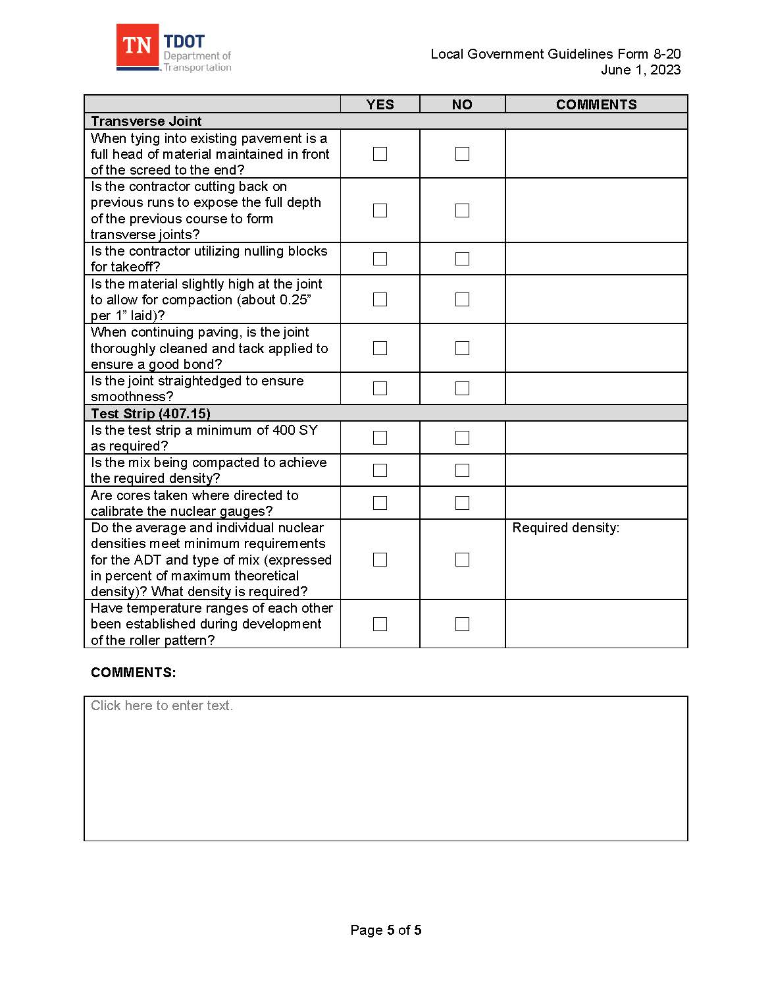 TN TDOT
Department of
Transportation
Local Government Guidelines Form 8-20
June 1, 2023
YES NO COMMENTS
Transverse Joint
When tying into existing pavement is a
full head of material maintained in front
of the screed to the end?
☐ ☐
Is the contractor cutting back on
previous runs to expose the full depth
of the previous course to form
transverse joints?
☐ ☐
Is the contractor utilizing nulling blocks
for takeoff?
☐ ☐
Is the material slightly high at the joint
to allow for compaction (about 0.25”
per 1” laid)?
☐ ☐
When continuing paving, is the joint
thoroughly cleaned and tack applied to
ensure a good bond?
☐ ☐
Is the joint straightedged to ensure
smoothness?
☐ ☐
Test Strip (407.15)
Is the test strip a minimum of 400 SY
as required?
☐ ☐
Is the mix being compacted to achieve
the required density?
☐ ☐
Are cores taken where directed to
calibrate the nuclear gauges?
☐ ☐
Do the average and individual nuclear
densities meet minimum requirements
for the ADT and type of mix (expressed
in percent of maximum theoretical
density)? What density is required?
☐ ☐
Required density:
Have temperature ranges of each other
been established during development
of the roller pattern?
☐ ☐
COMMENTS:
Click here to enter text.
Page 5 of 5